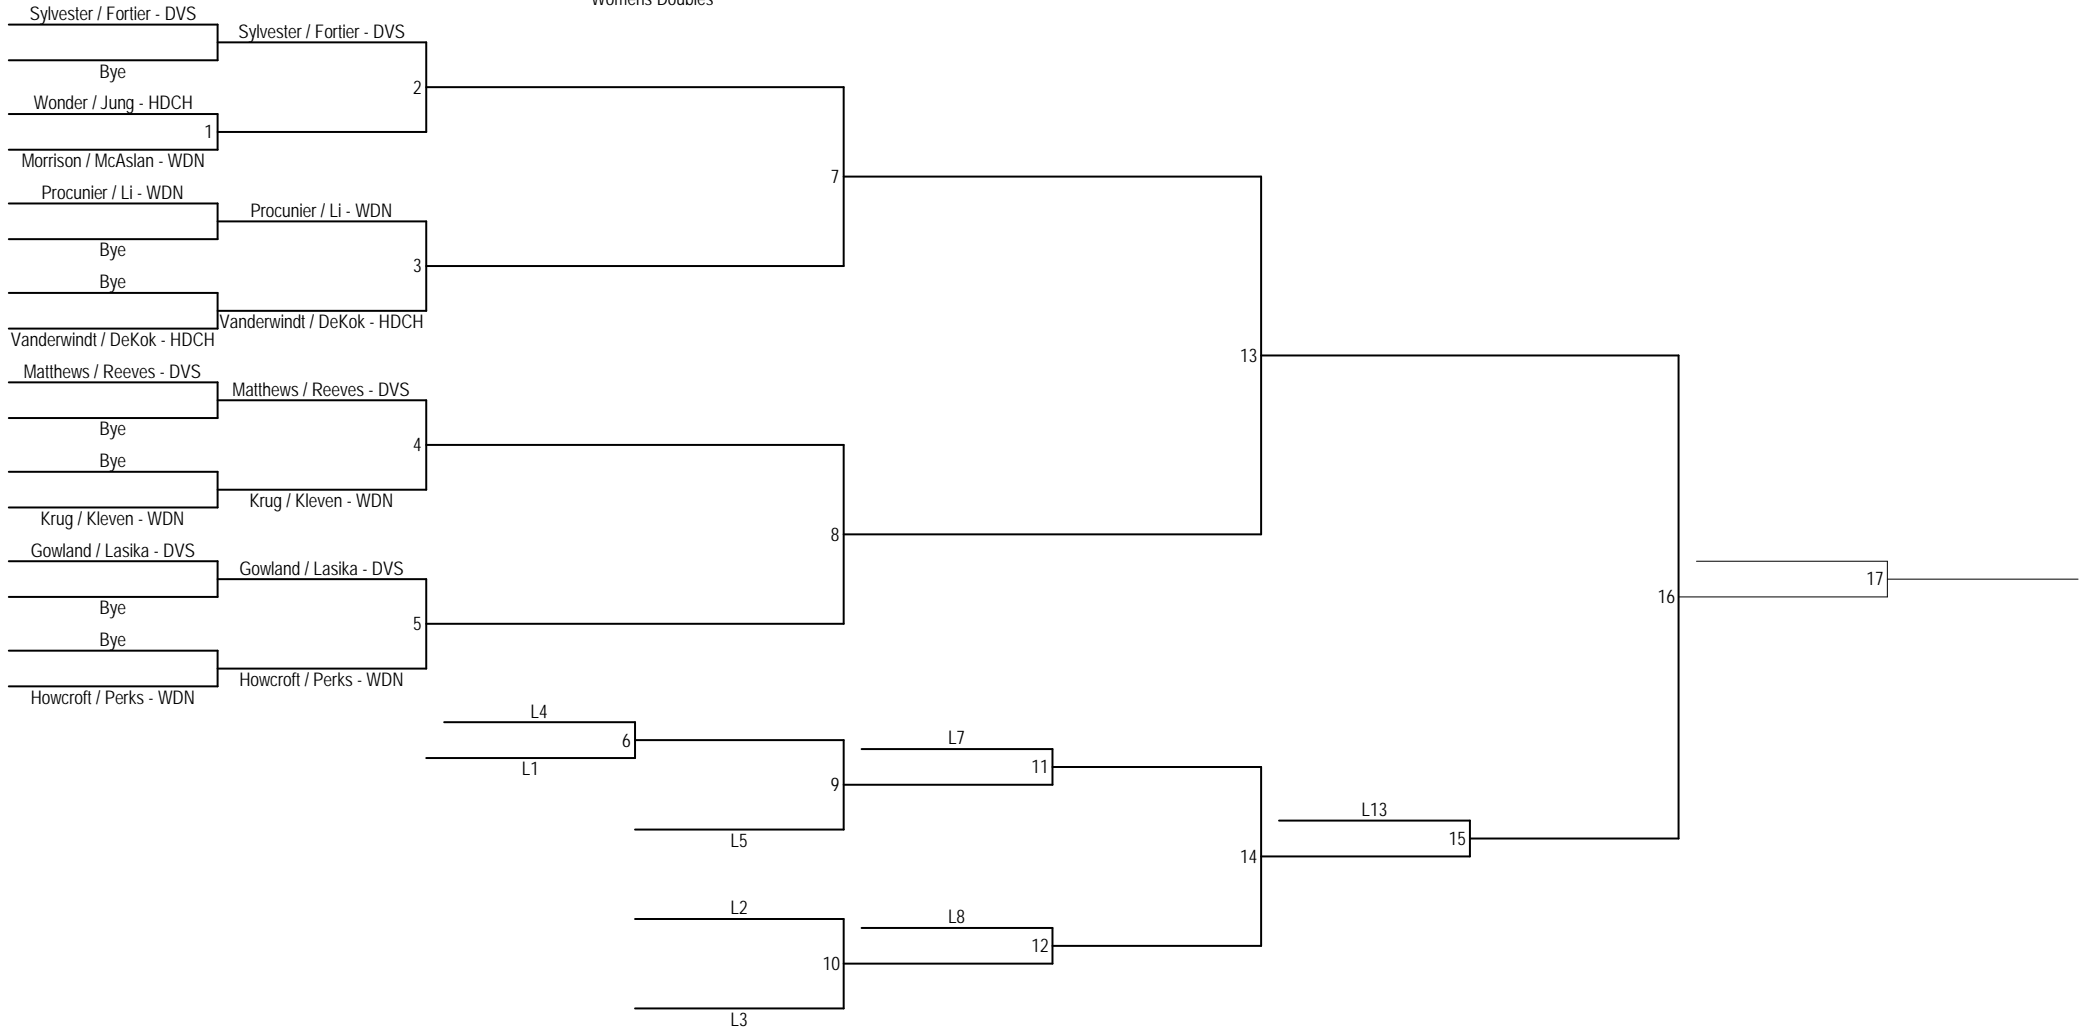 Womens Doubles
Sylvester / Fortier - DVS
Sylvester / Fortier - DVS
Bye
2
Wonder / Jung - HDCH
1
Morrison / McAslan - WDN
7
Procunier / Li - WDN
Procunier / Li - WDN
Bye
3
Bye
Vanderwindt / DeKok - HDCH
Vanderwindt / DeKok - HDCH
13
Matthews / Reeves - DVS
Matthews / Reeves - DVS
Bye
4
Bye
Krug / Kleven - WDN
Krug / Kleven - WDN
8
Gowland / Lasika - DVS
Gowland / Lasika - DVS
17
16
Bye
5
Bye
Howcroft / Perks - WDN
Howcroft / Perks - WDN
L4
6
L1
L7
11
9
L5
L13
15
14
L2
L8
12
10
L3